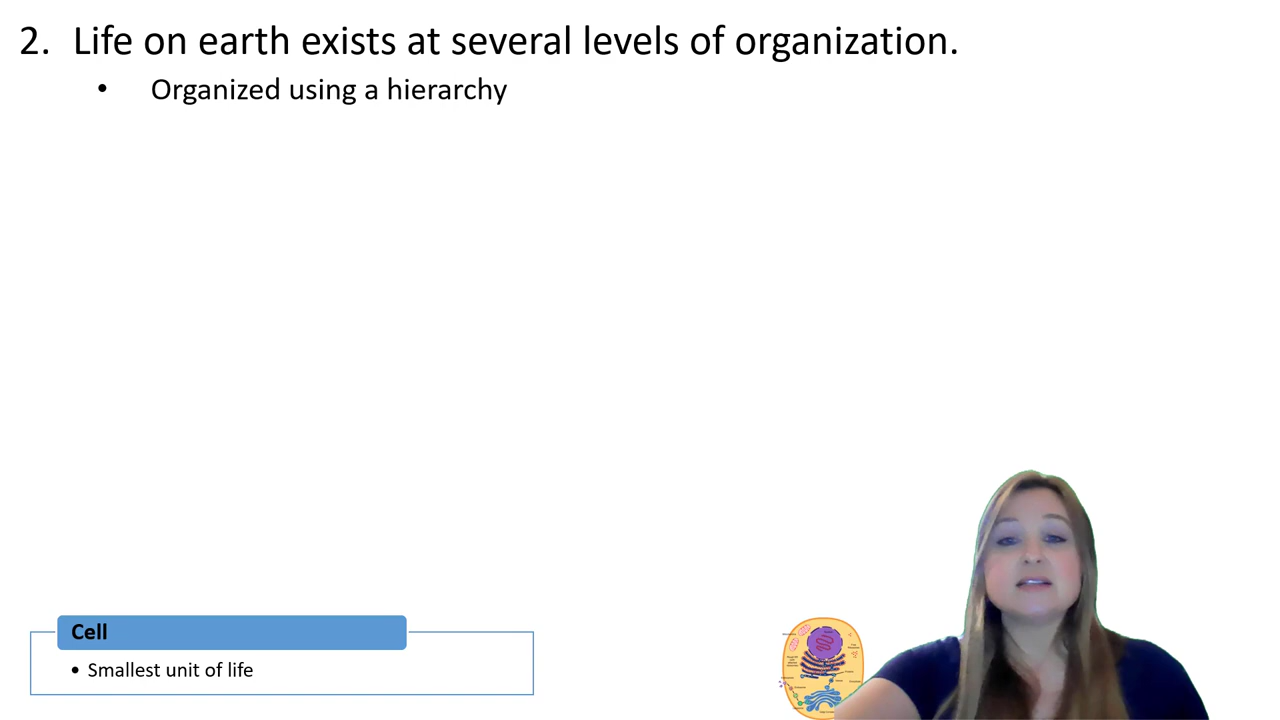 2. Life on earth exists at several levels of organization.
• Organized using a hierarchy
Cell
• Smallest unit of life